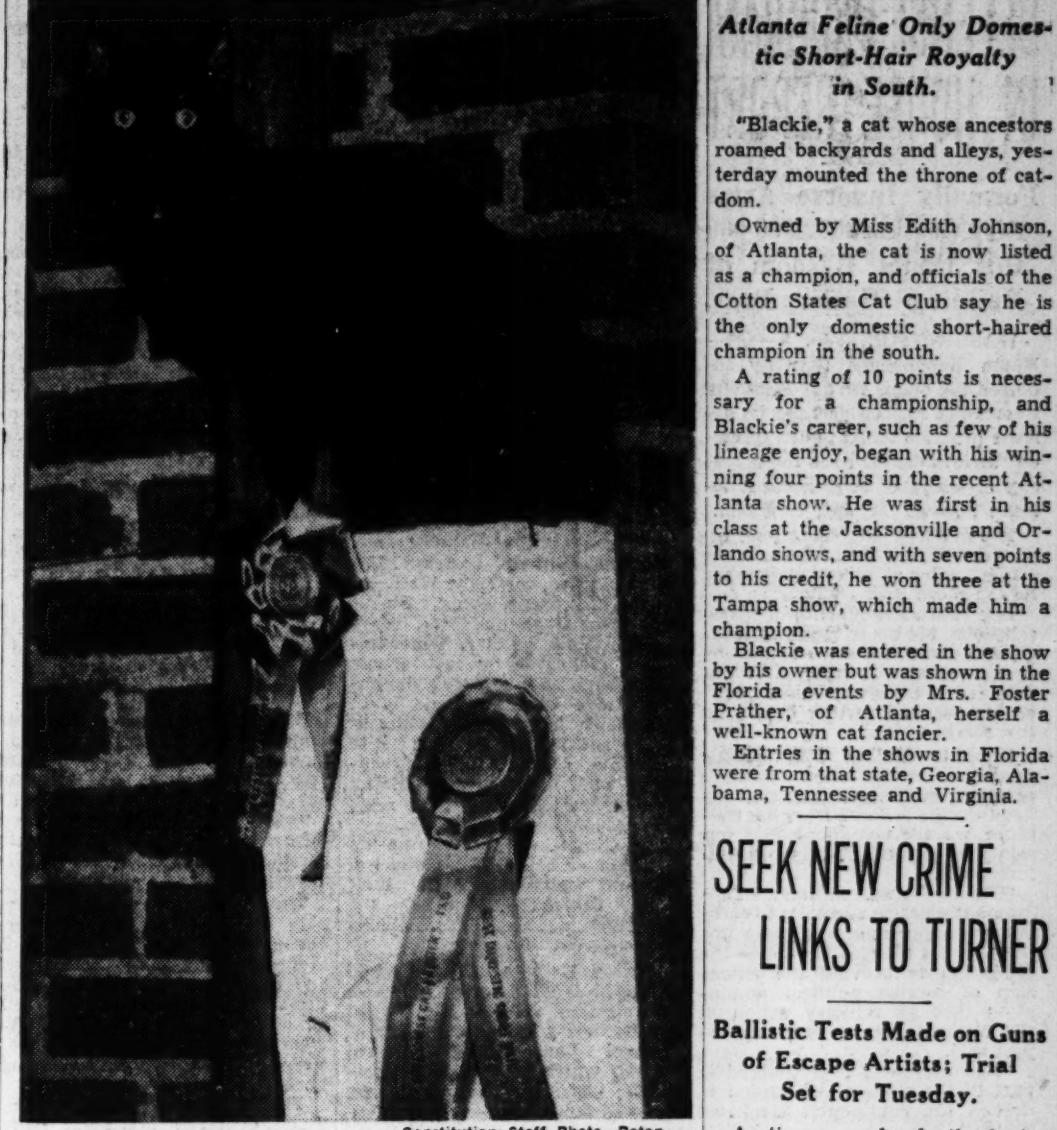 Atlanta Feline Only Domes-
tic Short-Hair Royalty
in South.
"Blackie," a cat whose ancestors
roamed backyards and alleys, yes-
terday mounted the throne of cat-
dom.
Owned by Miss Edith Johnson,
of Atlanta, the cat is now listed
as a champion, and officials of the
Cotton States Cat Club say he is
the only domestic short-haired
champion in the south.
A rating of 10 points is neces-
sary for a championship, and
Blackie's career, such as few of his
lineage enjoy, began with his win-
ning four points in the recent At-
lanta show. He was first in his
class at the Jacksonville and Or-
lando shows, and with seven points
to his credit, he won three at the
Tampa show, which made him a
champion.
Blackie was entered in the show
by his owner but was shown in the
Florida events by Mrs. Foster
Prather, of Atlanta, herself a
well-known cat fancier.
Entries in the shows in Florida
were from that state, Georgia, Ala-
bama, Tennessee and Virginia.
SEEK NEW CRIME
LINKS TO TURNER
Ballistic Tests Made on Guns
of Escape Artists; Trial
Set for Tuesday.
Constitution Staff Photo